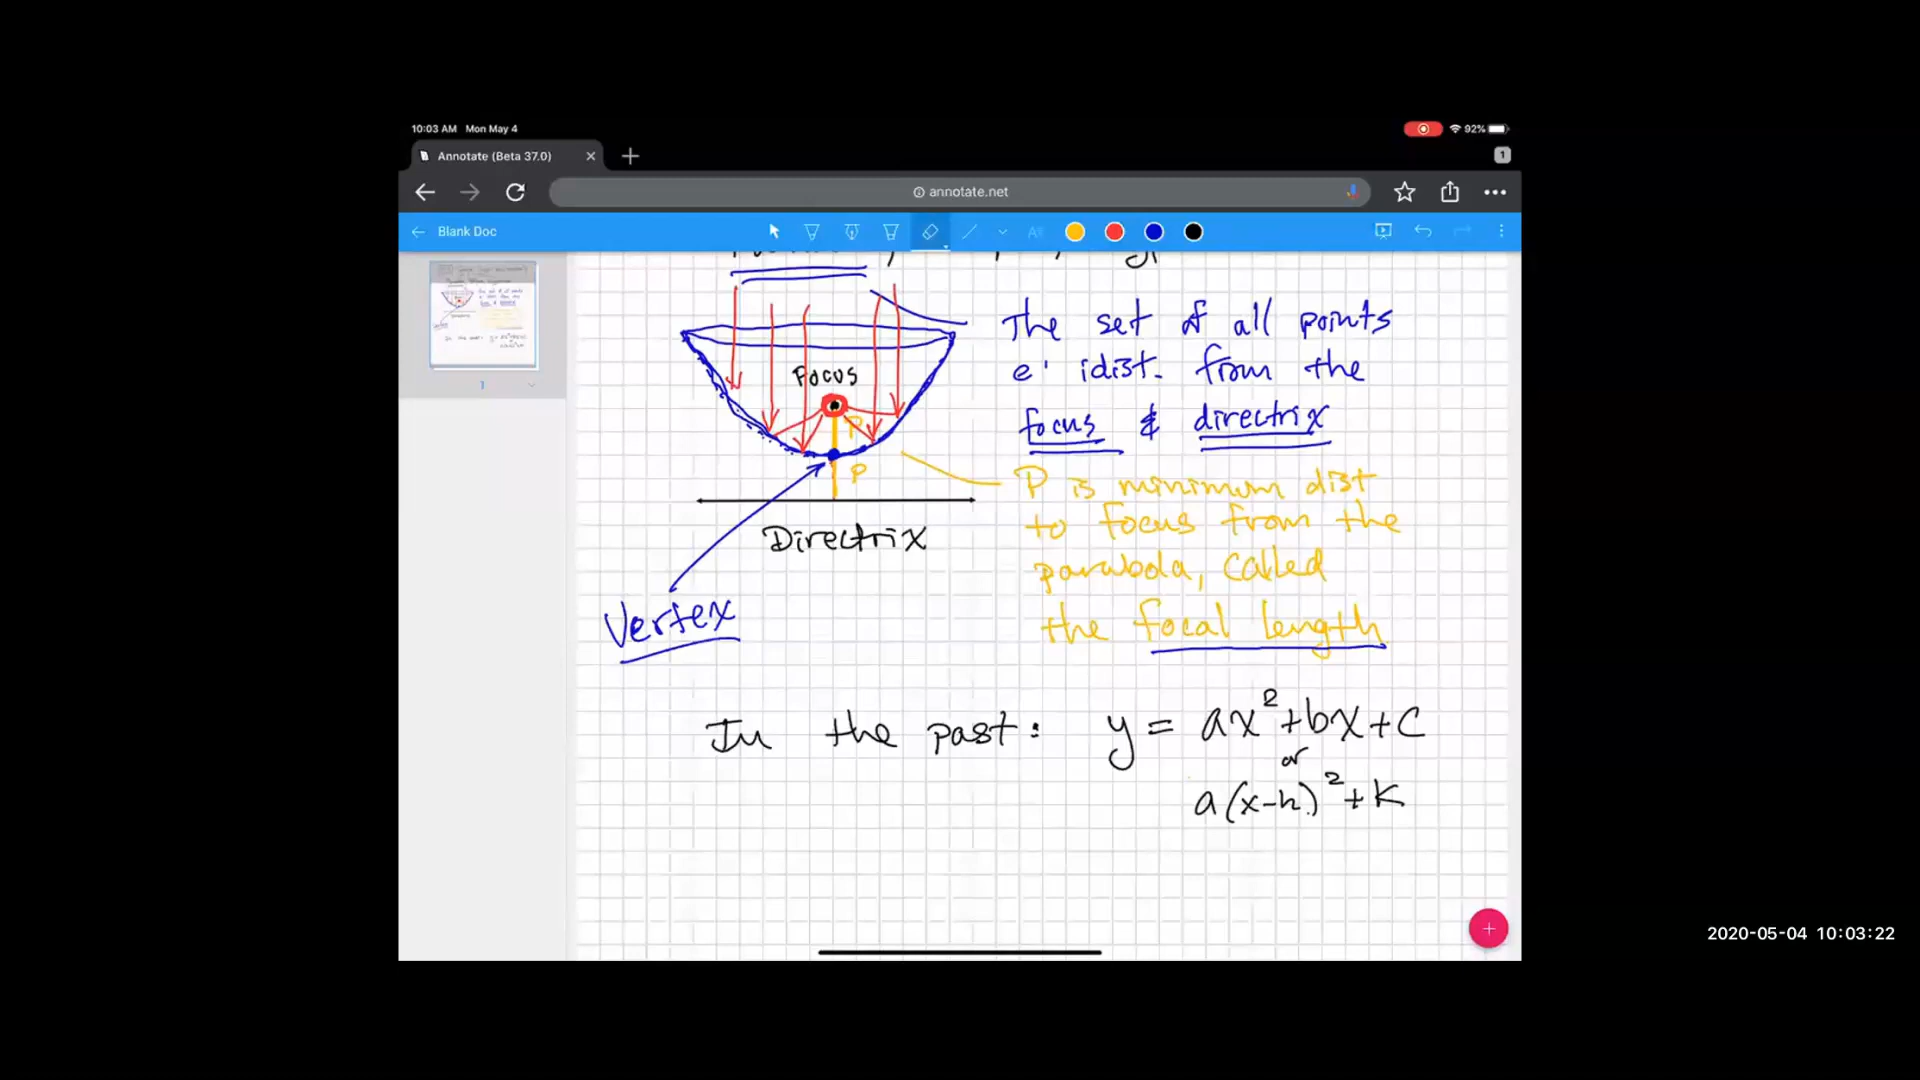 10:03 AM Mon May 4
92%
Annotate (Beta 37.0)
1
annotate.net
Blank Doc
The set of all points
e' idist. from the
focus & directrix
Focus
P
P
P is minimum dist
to focus from the
parabola, called
the focal length
Directrix
Vertex
In the past: y = ax²+bx+c
or
a(x-h)²+k
1
2020-05-04 10:03:22